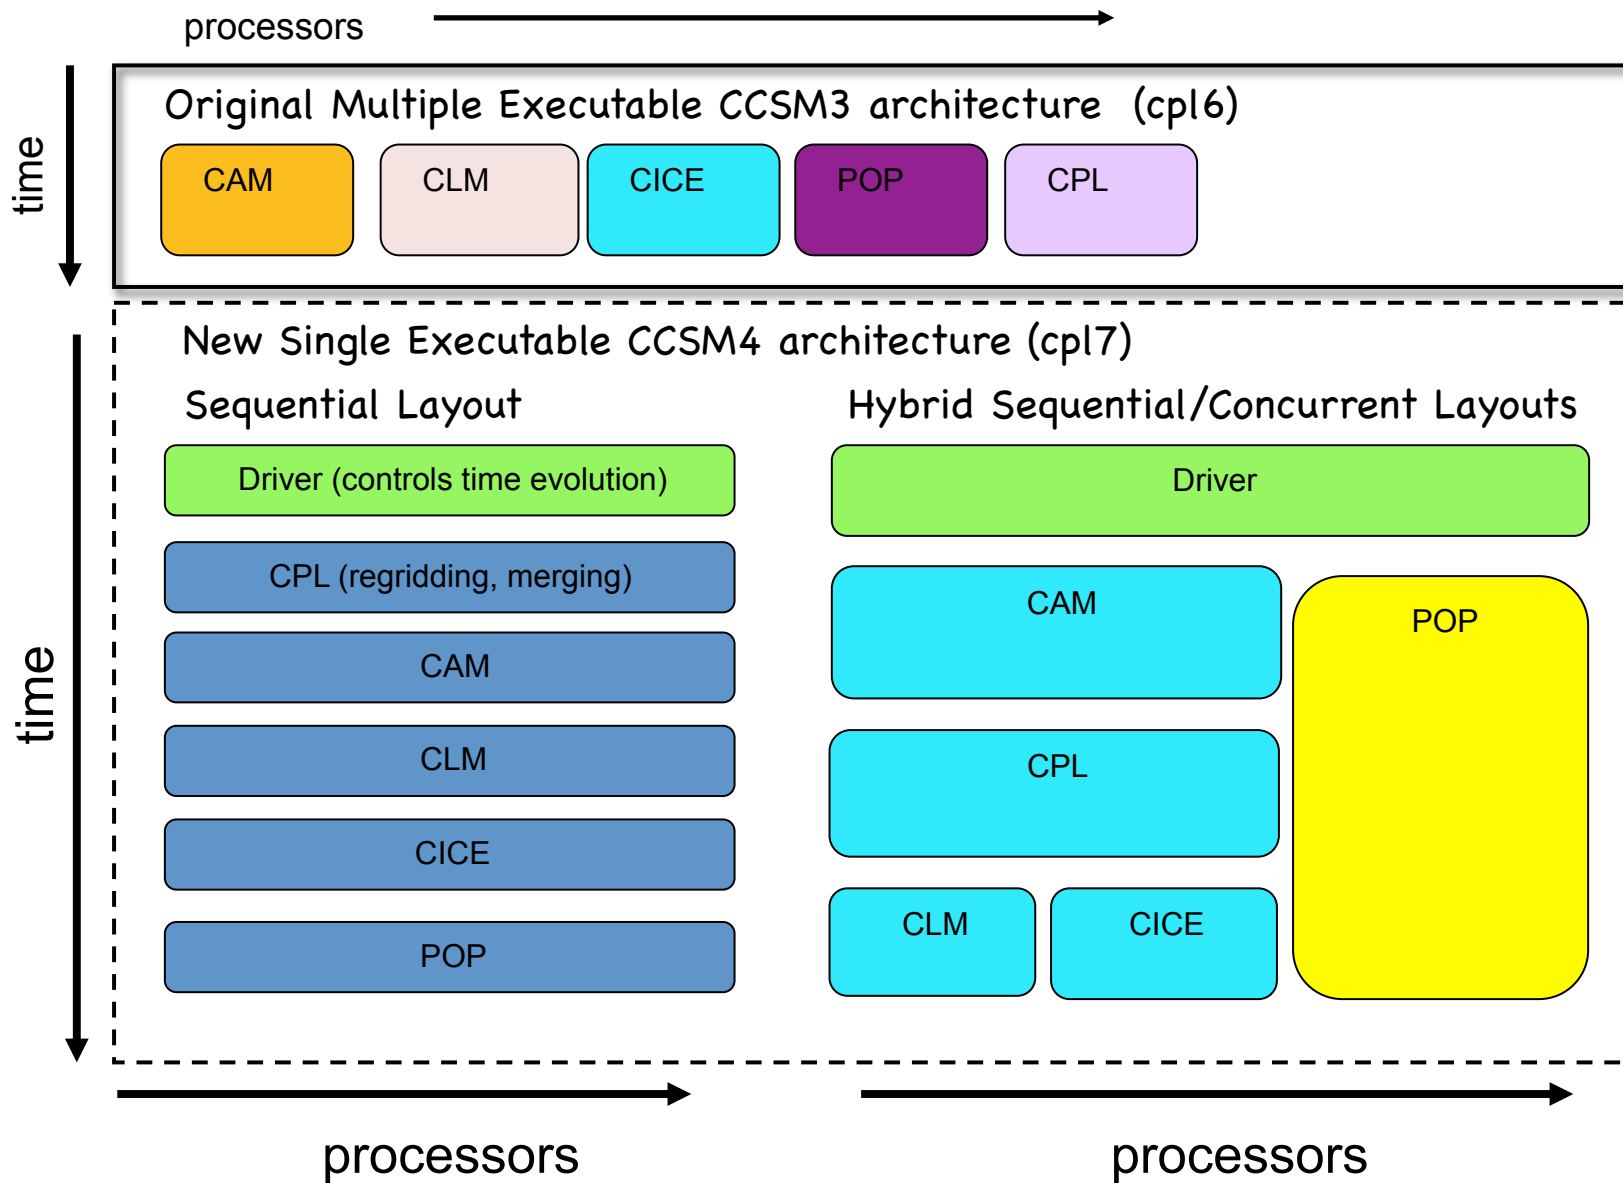 processors
time
Original Multiple Executable CCSM3 architecture (cpl6)
CAM
CLM
CICE
POP
CPL
time
New Single Executable CCSM4 architecture (cpl7)
Sequential Layout
Driver (controls time evolution)
CPL (regridding, merging)
CAM
CLM
CICE
POP
processors
Hybrid Sequential/Concurrent Layouts
Driver
CAM
POP
CPL
CLM
CICE
processors